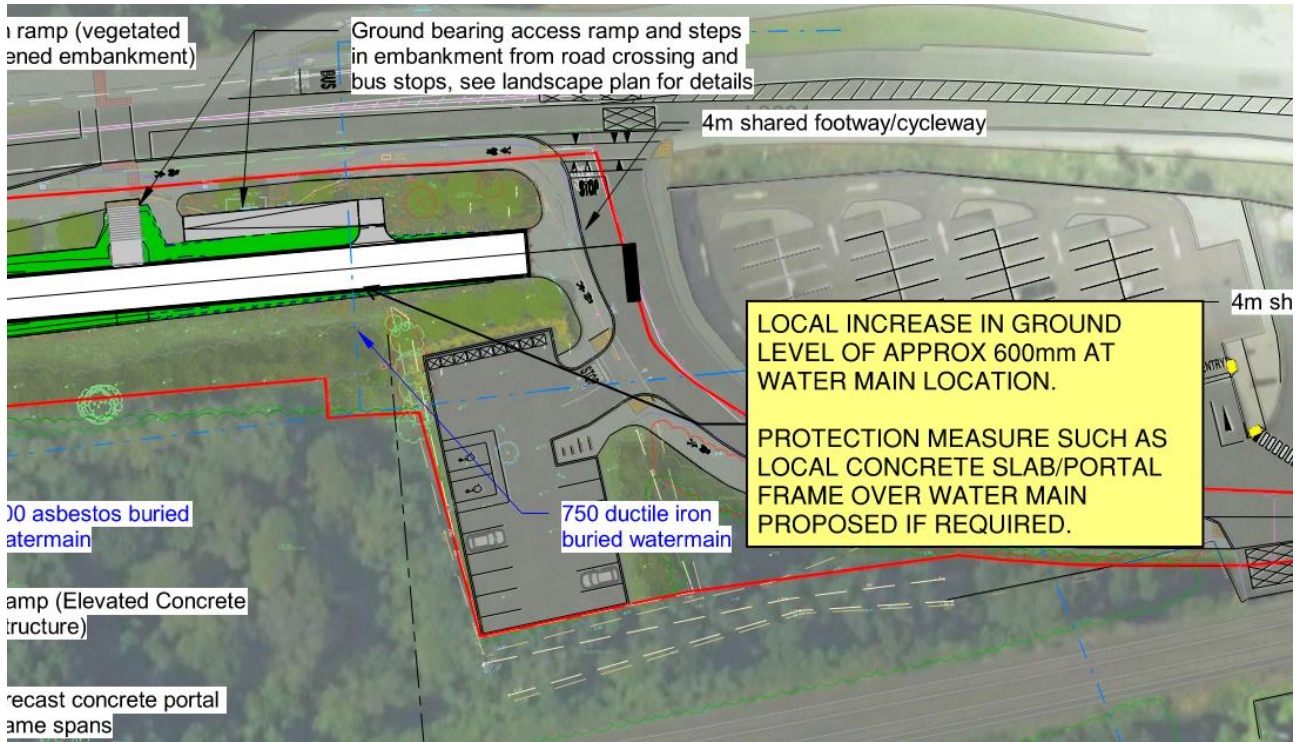 ramp (vegetated
ened embankment)
Ground bearing access ramp and steps
in embankment from road crossing and
bus stops, see landscape plan for details
BUS
4m shared footway/cycleway
STOP
4m sh
LOCAL INCREASE IN GROUND
LEVEL OF APPROX 600mm AT
WATER MAIN LOCATION.
PROTECTION MEASURE SUCH AS
LOCAL CONCRETE SLAB/PORTAL
FRAME OVER WATER MAIN
PROPOSED IF REQUIRED.
ENTRY
STOP
00 asbestos buried
atermain
750 ductile iron
buried watermain
amp (Elevated Concrete
tructure)
recast concrete portal
ame spans